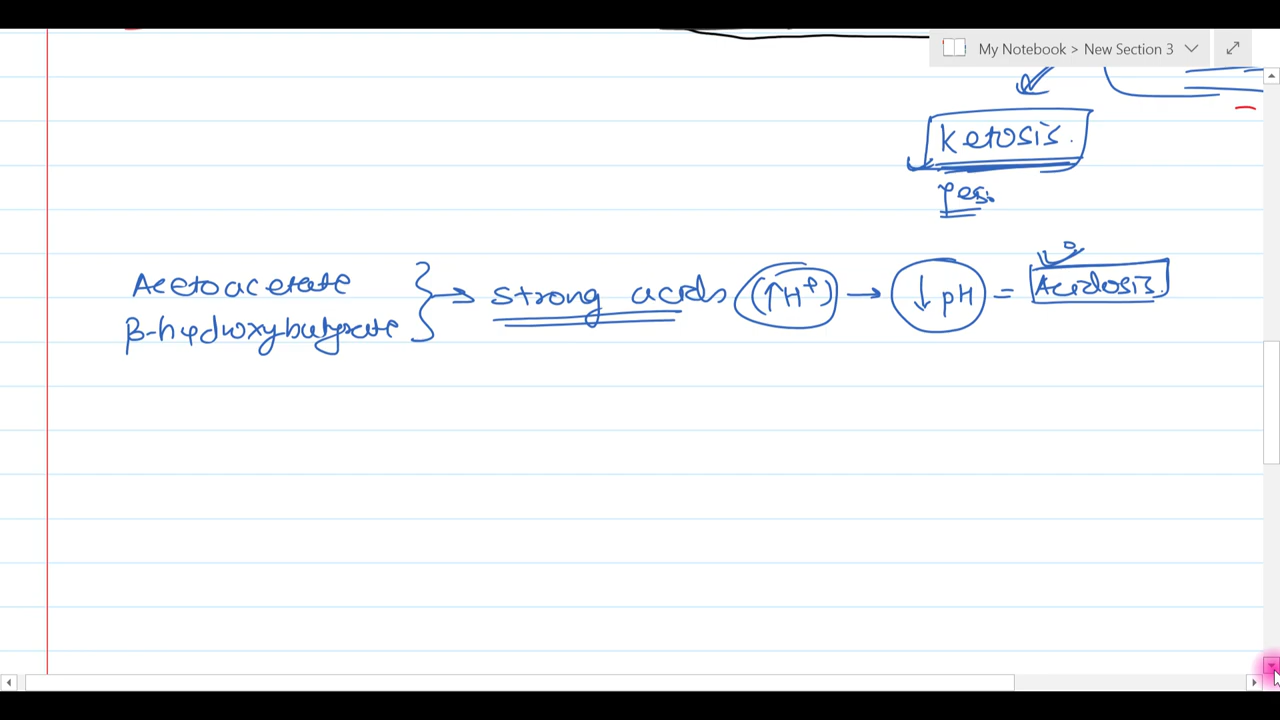 My Notebook > New Section 3
Ketosis.
Acetoacetate
β-hydroxybutyrate
strong acids (↑H⁺) → ↓ pH = Acidosis